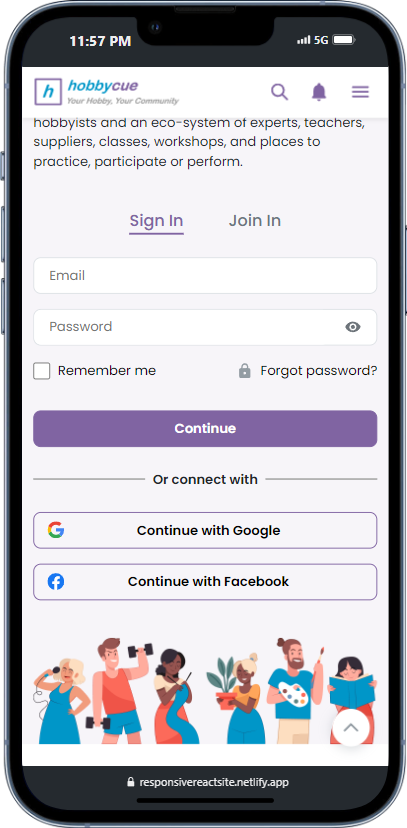 11:57 PM
5G
h
hobbycue
Your Hobby, Your Community
hobbyists and an eco-system of experts, teachers,
suppliers, classes, workshops, and places to
practice, participate or perform.
Sign In
Join In
Email
Password
Remember me
Forgot password?
Continue
Or connect with
Continue with Google
Continue with Facebook
responsivereactsite.netlify.app